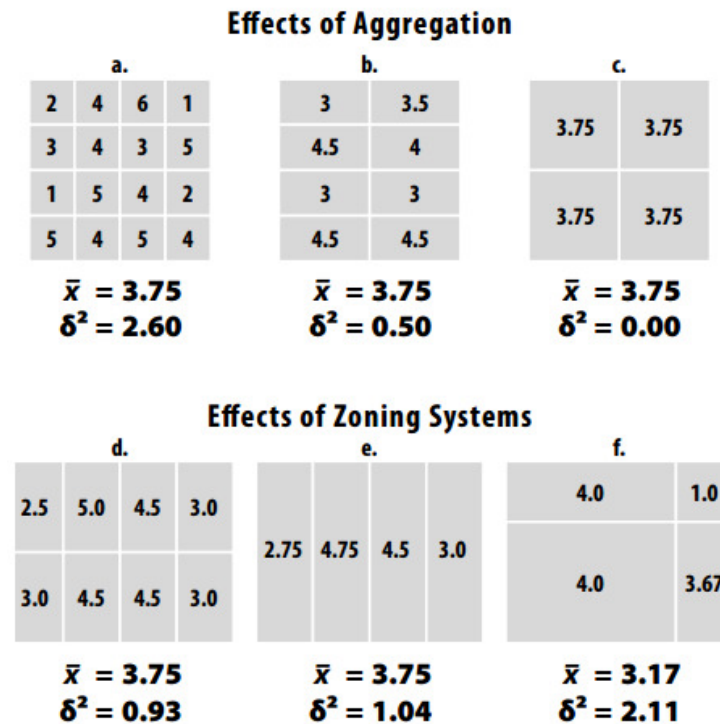 Effects of Aggregation
a. b. c.
2 4 6 1
3 4 3 5
1 5 4 2
5 4 5 4
3 3.5
4.5 4
3 3
4.5 4.5
3.75 3.75
3.75 3.75
x̄ = 3.75 x̄ = 3.75 x̄ = 3.75
δ² = 2.60 δ² = 0.50 δ² = 0.00
Effects of Zoning Systems
d. e. f.
2.5 5.0 4.5 3.0
3.0 4.5 4.5 3.0
2.75 4.75 4.5 3.0
4.0 1.0
4.0 3.67
x̄ = 3.75 x̄ = 3.75 x̄ = 3.17
δ² = 0.93 δ² = 1.04 δ² = 2.11